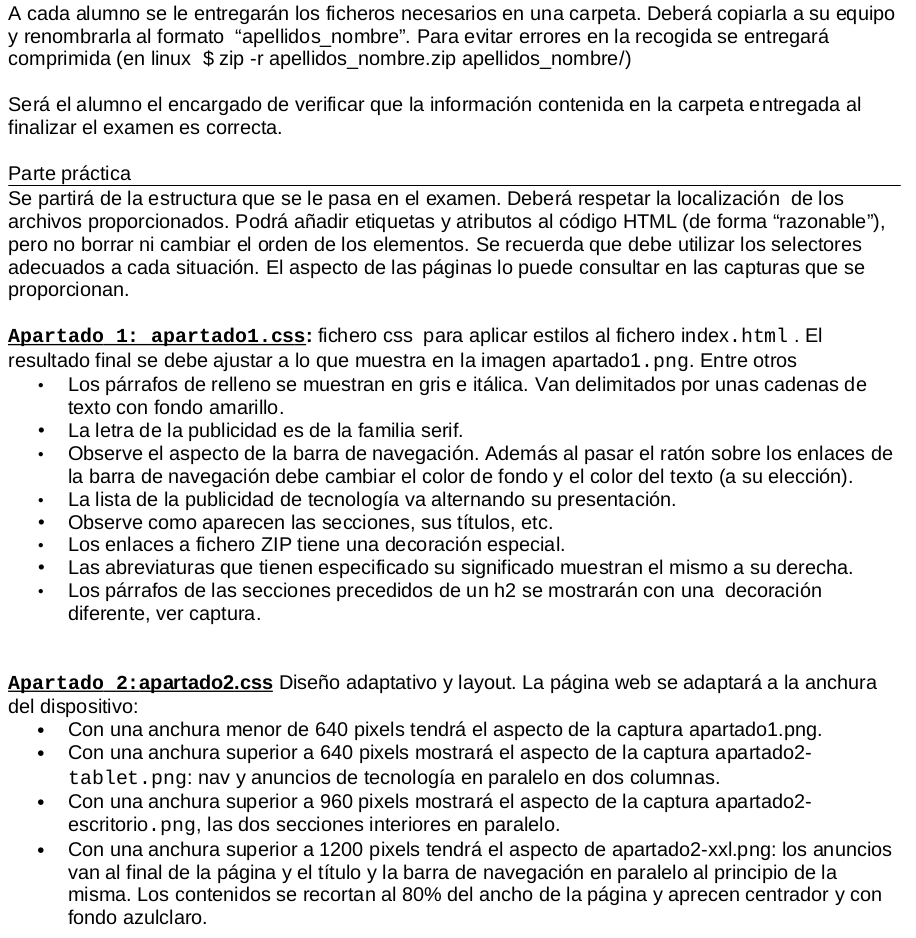 A cada alumno se le entregarán los ficheros necesarios en una carpeta. Deberá copiarla a su equipo
y renombrarla al formato “apellidos_nombre”. Para evitar errores en la recogida se entregará
comprimida (en linux $ zip -r apellidos_nombre.zip apellidos_nombre/)
Será el alumno el encargado de verificar que la información contenida en la carpeta entregada al
finalizar el examen es correcta.
Parte práctica
Se partirá de la estructura que se le pasa en el examen. Deberá respetar la localización de los
archivos proporcionados. Podrá añadir etiquetas y atributos al código HTML (de forma “razonable”),
pero no borrar ni cambiar el orden de los elementos. Se recuerda que debe utilizar los selectores
adecuados a cada situación. El aspecto de las páginas lo puede consultar en las capturas que se
proporcionan.
Apartado 1: apartado1.css: fichero css para aplicar estilos al fichero index.html . El
resultado final se debe ajustar a lo que muestra en la imagen apartado1.png. Entre otros
• Los párrafos de relleno se muestran en gris e itálica. Van delimitados por unas cadenas de
texto con fondo amarillo.
• La letra de la publicidad es de la familia serif.
• Observe el aspecto de la barra de navegación. Además al pasar el ratón sobre los enlaces de
la barra de navegación debe cambiar el color de fondo y el color del texto (a su elección).
• La lista de la publicidad de tecnología va alternando su presentación.
• Observe como aparecen las secciones, sus títulos, etc.
• Los enlaces a fichero ZIP tiene una decoración especial.
• Las abreviaturas que tienen especificado su significado muestran el mismo a su derecha.
• Los párrafos de las secciones precedidos de un h2 se mostrarán con una decoración
diferente, ver captura.
Apartado 2:apartado2.css Diseño adaptativo y layout. La página web se adaptará a la anchura
del dispositivo:
• Con una anchura menor de 640 pixels tendrá el aspecto de la captura apartado1.png.
• Con una anchura superior a 640 pixels mostrará el aspecto de la captura apartado2-
tablet.png: nav y anuncios de tecnología en paralelo en dos columnas.
• Con una anchura superior a 960 pixels mostrará el aspecto de la captura apartado2-
escritorio.png, las dos secciones interiores en paralelo.
• Con una anchura superior a 1200 pixels tendrá el aspecto de apartado2-xxl.png: los anuncios
van al final de la página y el título y la barra de navegación en paralelo al principio de la
misma. Los contenidos se recortan al 80% del ancho de la página y aprecen centrador y con
fondo azulclaro.